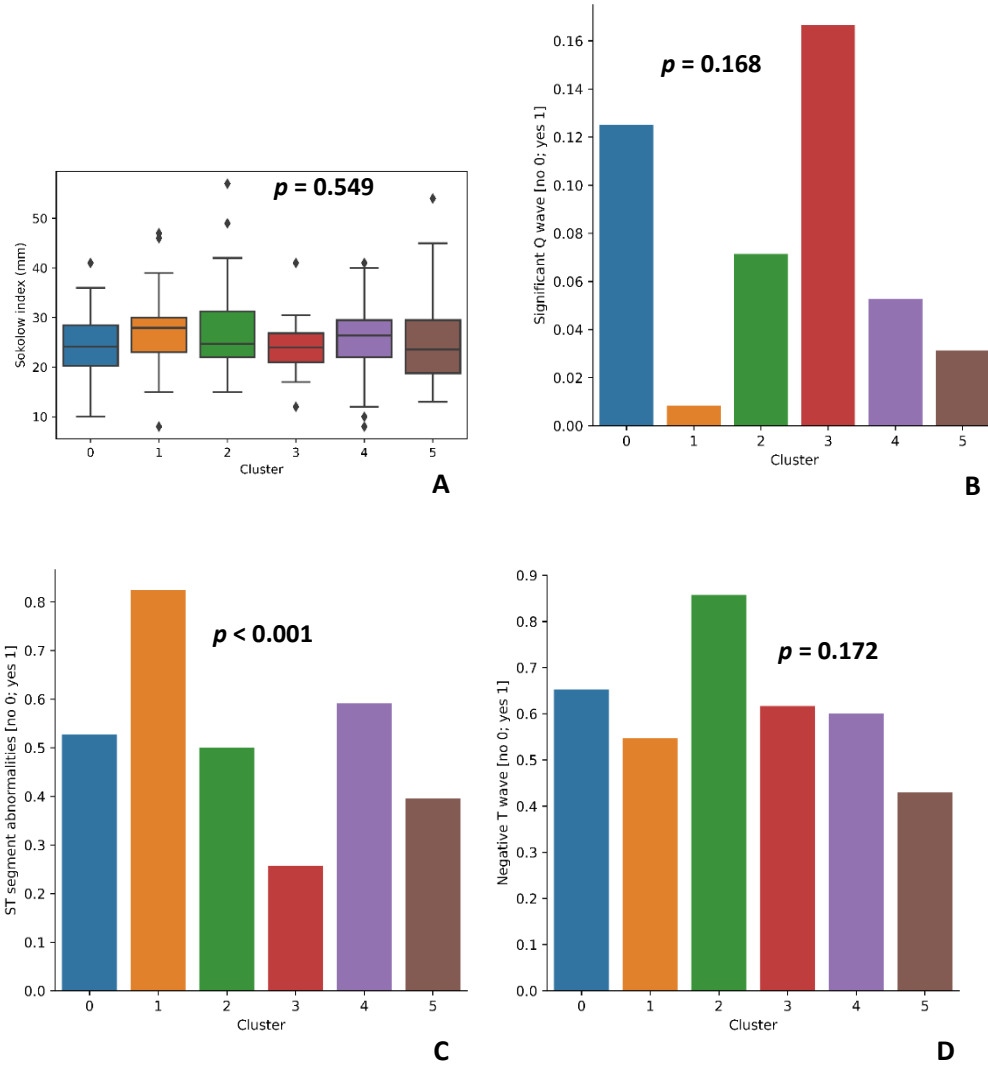 p = 0.549
Sokolow index (mm)
50
40
30
20
10
0 1 2 3 4 5
Cluster
A
p = 0.168
Significant Q wave [no 0; yes 1]
0.16
0.14
0.12
0.10
0.08
0.06
0.04
0.02
0.00
0 1 2 3 4 5
Cluster
B
p < 0.001
ST segment abnormalities [no 0; yes 1]
0.8
0.7
0.6
0.5
0.4
0.3
0.2
0.1
0.0
0 1 2 3 4 5
Cluster
C
p = 0.172
Negative T wave [no 0; yes 1]
0.9
0.8
0.7
0.6
0.5
0.4
0.3
0.2
0.1
0.0
0 1 2 3 4 5
Cluster
D